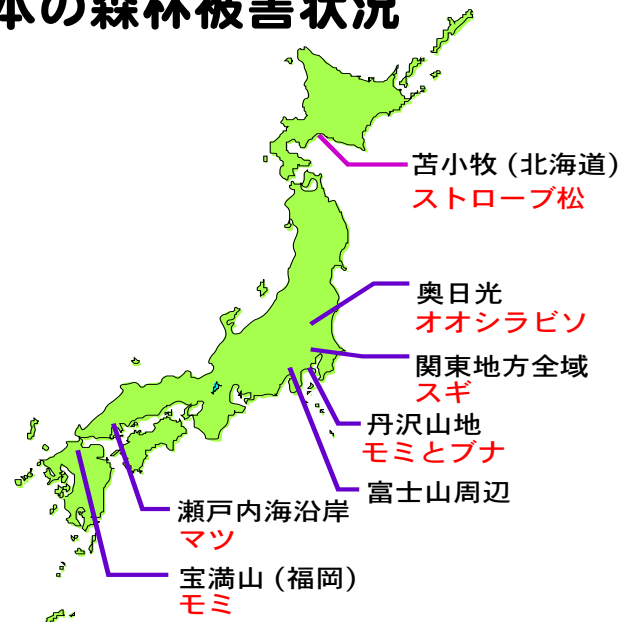 本の森林被害状況
苫小牧 (北海道)
ストローブ松
奥日光
オオシラビソ
関東地方全域
スギ
丹沢山地
モミとブナ
富士山周辺
瀬戸内海沿岸
マツ
宝満山 (福岡)
モミ